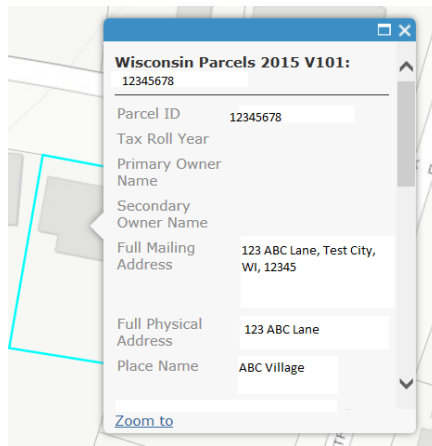 Wisconsin Parcels 2015 V101:
12345678
Parcel ID 12345678
Tax Roll Year
Primary Owner
Name
Secondary
Owner Name
Full Mailing 123 ABC Lane, Test City,
Address WI, 12345
Full Physical 123 ABC Lane
Address
Place Name ABC Village
Zoom to